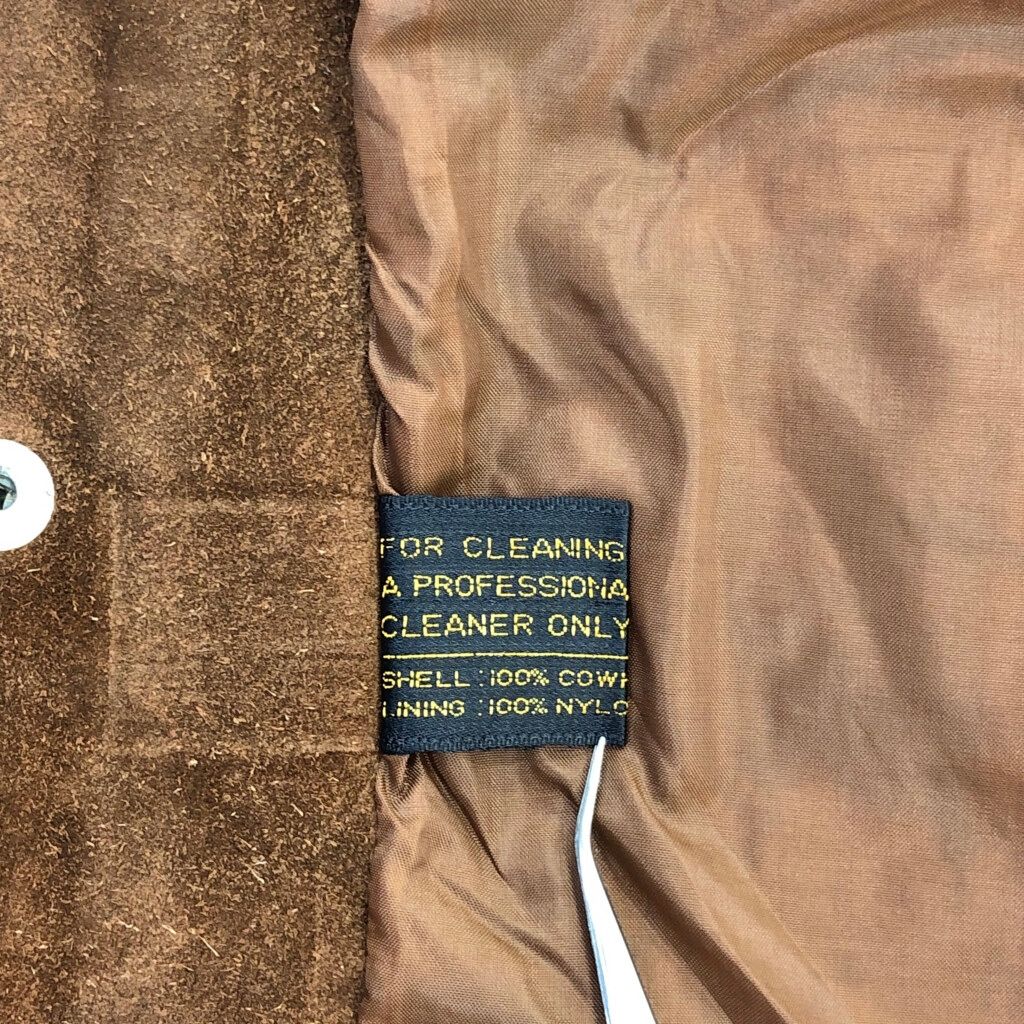 FOR CLEANING
A PROFESSIONA
CLEANER ONLY
SHELL :100% COWH
LINING :100% NYLO